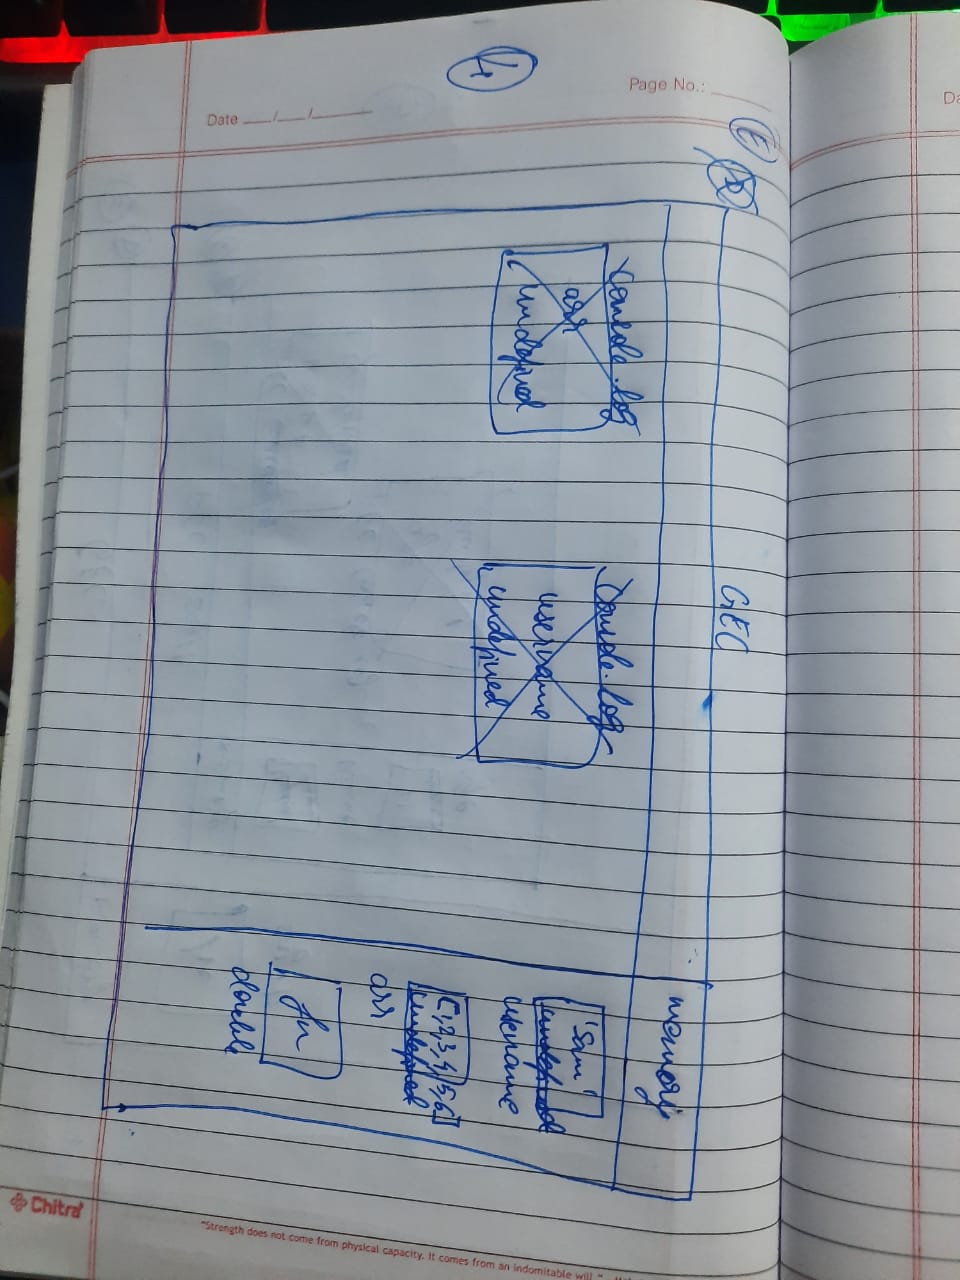 Page No.:
Date
GEC
memory
Console.log
arr
undefined
Console.log
username
undefined
'Sam'
undefined
username
[1,2,3,4,5,6]
undefined
arr
fn
double
Chitra
"Strength does not come from physical capacity. It comes from an indomitable will."